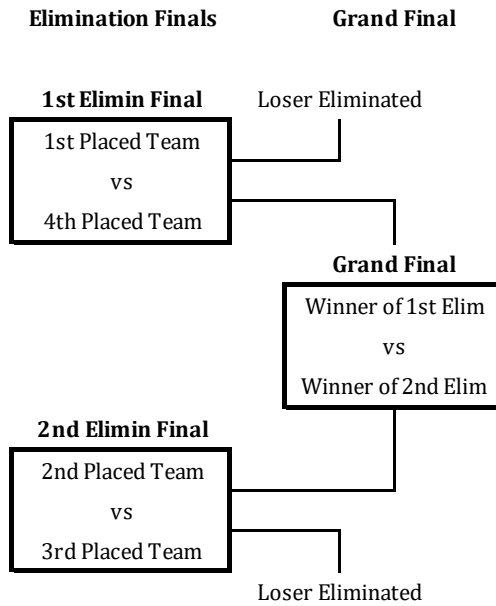 Elimination Finals
Grand Final
1st Elimin Final
Loser Eliminated
1st Placed Team
vs
4th Placed Team
Grand Final
Winner of 1st Elim
vs
Winner of 2nd Elim
2nd Elimin Final
2nd Placed Team
vs
3rd Placed Team
Loser Eliminated